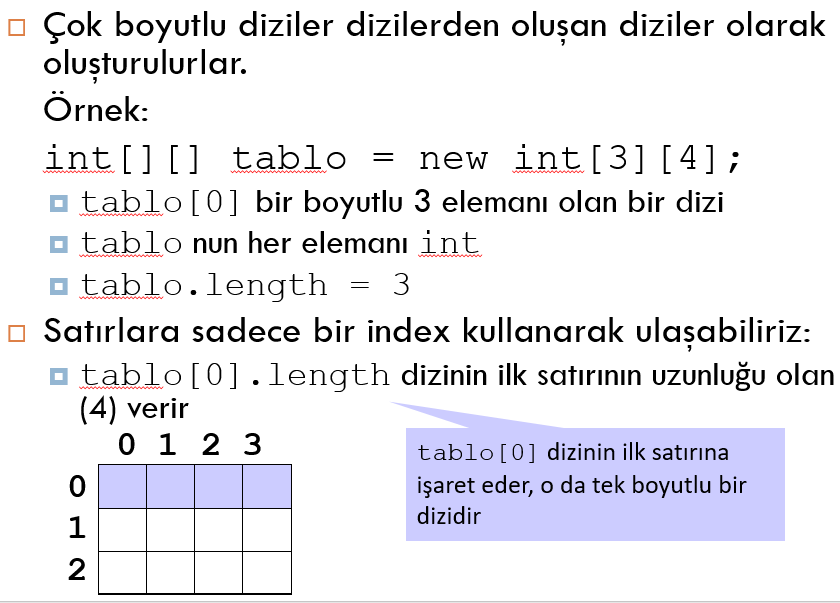 Çok boyutlu diziler dizilerden oluşan diziler olarak
oluşturulurlar.
Örnek:
int[][] tablo = new int[3][4];
tablo[0] bir boyutlu 3 elemanı olan bir dizi
tablo nun her elemanı int
tablo.length = 3
Satırlara sadece bir index kullanarak ulaşabiliriz:
tablo[0].length dizinin ilk satırının uzunluğu olan
(4) verir
0 1 2 3
0
1
2
tablo[0] dizinin ilk satırına
işaret eder, o da tek boyutlu bir
dizidir